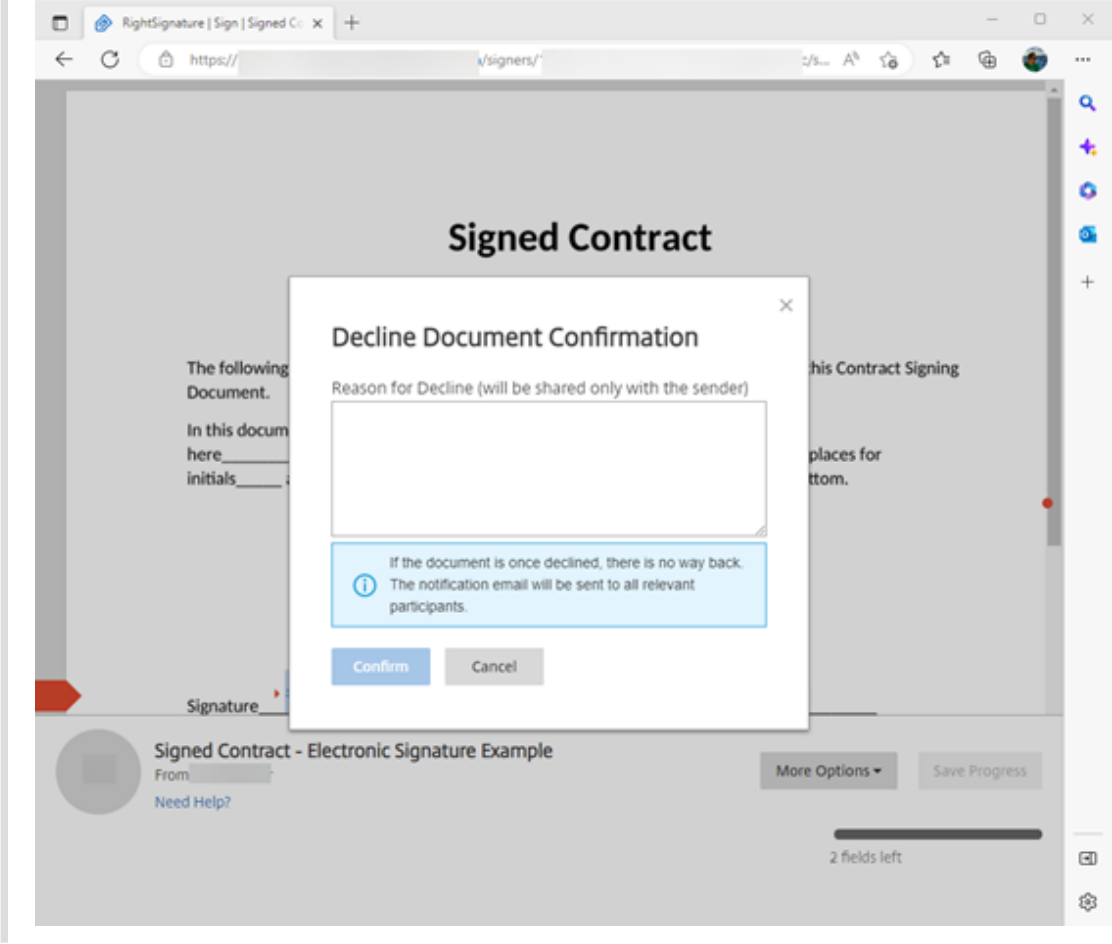 RightSignature | Sign | Signed Co
https:// /signers/ :/s...
Signed Contract
Decline Document Confirmation
Reason for Decline (will be shared only with the sender)
The following
this Contract Signing
Document.
In this docum
here_______
places for
initials_____
ttom.
If the document is once declined, there is no way back.
The notification email will be sent to all relevant
participants.
Confirm
Cancel
Signature___
Signed Contract - Electronic Signature Example
From
Need Help?
More Options
Save Progress
2 fields left